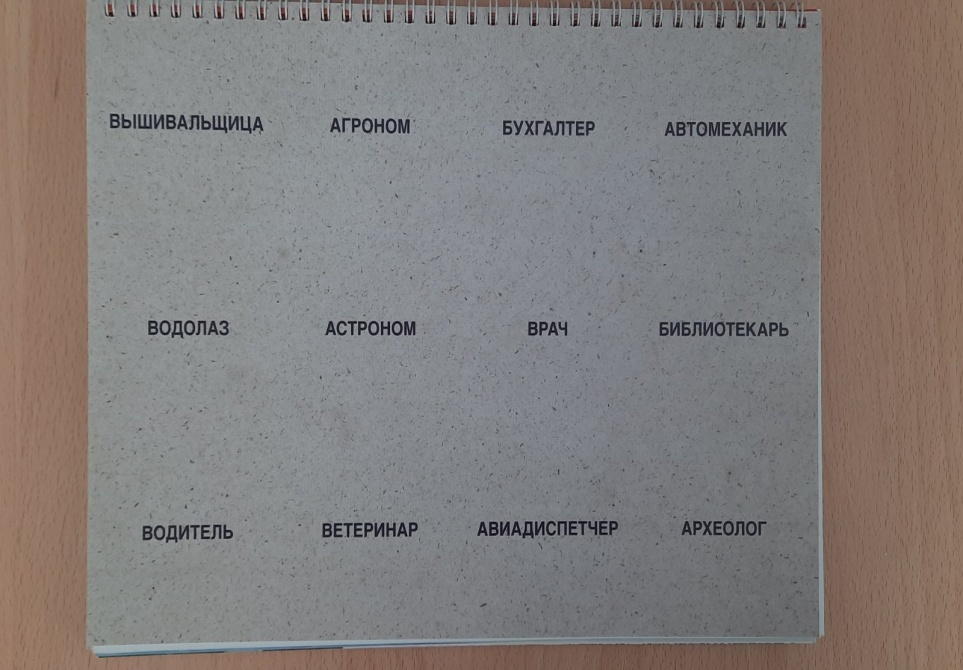 ВЫШИВАЛЬЩИЦА АГРОНОМ БУХГАЛТЕР АВТОМЕХАНИК
ВОДОЛАЗ АСТРОНОМ ВРАЧ БИБЛИОТЕКАРЬ
ВОДИТЕЛЬ ВЕТЕРИНАР АВИАДИСПЕТЧЕР АРХЕОЛОГ